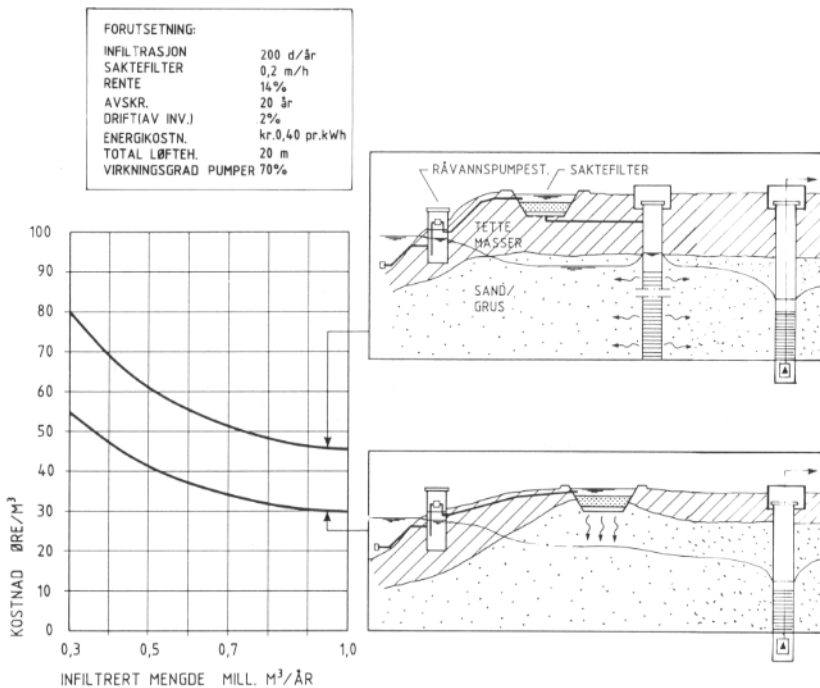 FORUTSETNING:
INFILTRASJON 200 d/år
SAKTEFILTER 0,2 m/h
RENTE 14%
AVSKR. 20 år
DRIFT(AV INV.) 2%
ENERGIKOSTN. kr.0,40 pr.kWh
TOTAL LØFTEH. 20 m
VIRKNINGSGRAD PUMPER 70%
RÅVANNSPUMPEST. SAKTEFILTER
TETTE
MASSER
SAND/
GRUS
KOSTNAD ØRE/M³
100
90
80
70
60
50
40
30
20
10
0
0,3 0,5 0,7 1,0
INFILTRERT MENGDE MILL. M³/ÅR